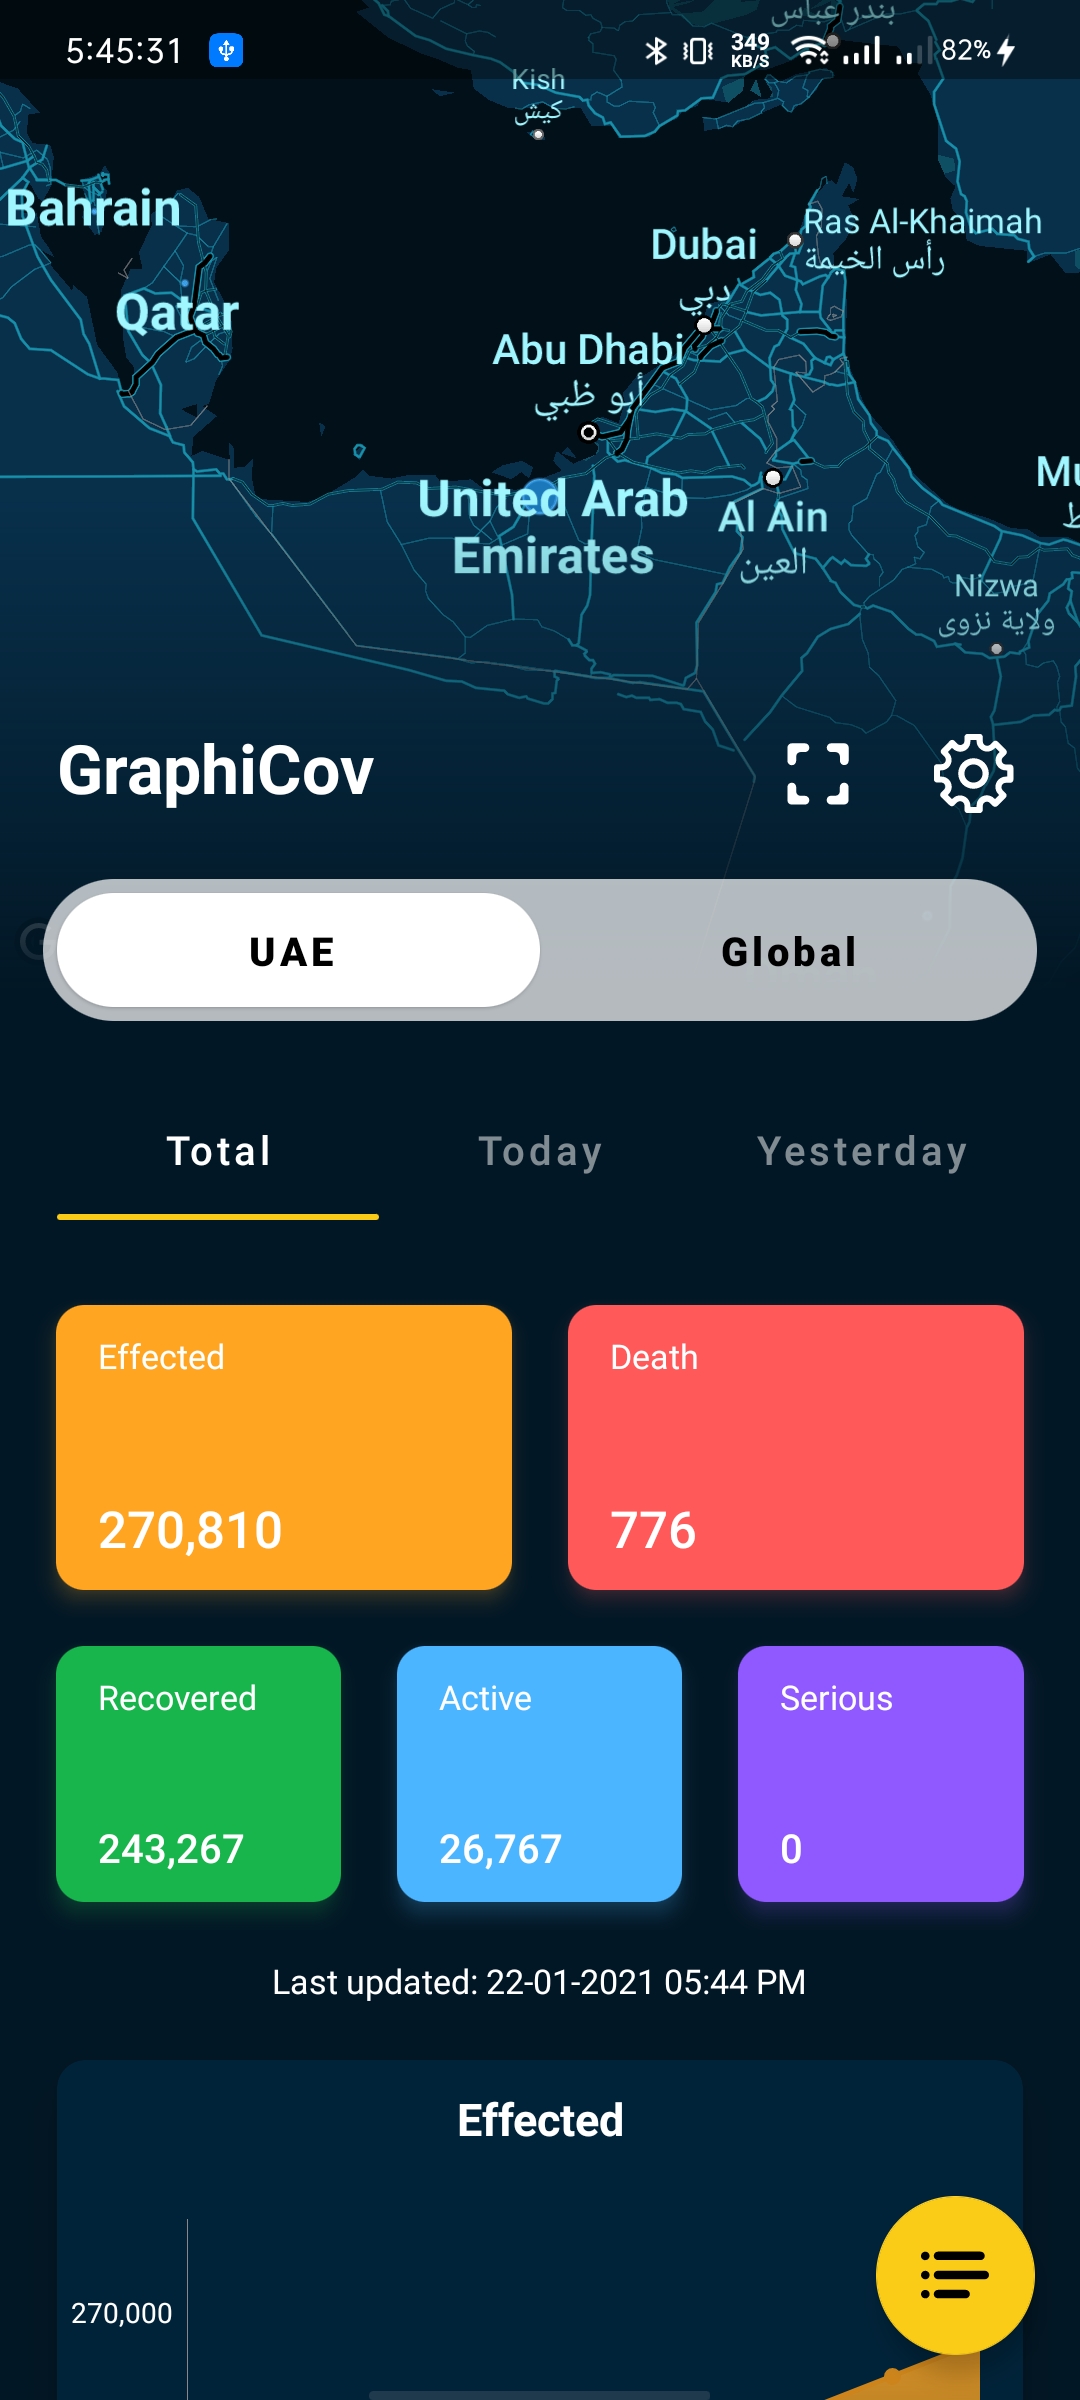 بندر عباس
5:45:31
349
KB/S
82%
Kish
کیش
Bahrain
Ras Al-Khaimah
رأس الخيمة
Dubai
دبي
Qatar
Abu Dhabi
أبو ظبي
United Arab
Emirates
Al Ain
العين
Nizwa
ولاية نزوى
GraphiCov
UAE
Global
Total
Today
Yesterday
Effected
270,810
Death
776
Recovered
243,267
Active
26,767
Serious
0
Last updated: 22-01-2021 05:44 PM
Effected
270,000